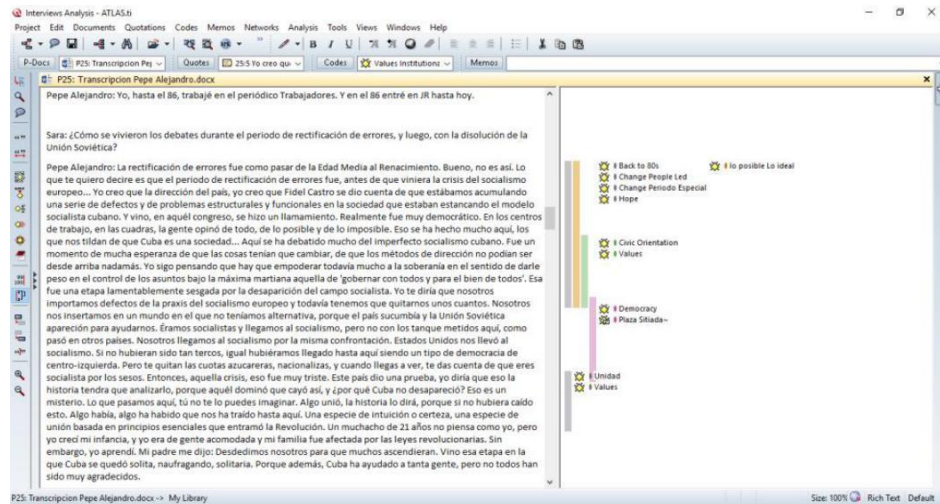 Interviews Analysis - ATLAS.ti
Project Edit Documents Quotations Codes Memos Networks Analysis Tools Views Windows Help
B I U
P-Docs P25: Transcripcion Pej Quotes 25:5 Yo creo qu Codes Values Institutions Memos
P25: Transcripcion Pepe Alejandro.docx
Pepe Alejandro: Yo, hasta el 86, trabajé en el periódico Trabajadores. Y en el 86 entré en JR hasta hoy.
Sara: ¿Cómo se vivieron los debates durante el periodo de rectificación de errores, y luego, con la disolución de la
Unión Soviética?
Pepe Alejandro: La rectificación de errores fue como pasar de la Edad Media al Renacimiento. Bueno, no es así. Lo
que te quiero decire es que el periodo de rectificación de errores fue, antes de que viniera la crisis del socialismo
europeo... Yo creo que la dirección del país, yo creo que Fidel Castro se dio cuenta de que estábamos acumulando
una serie de defectos y de problemas estructurales y funcionales en la sociedad que estaban estancando el modelo
socialista cubano. Y vino, en aquél congreso, se hizo un llamamiento. Realmente fue muy democrático. En los centros
de trabajo, en las cuadras, la gente opinó de todo, de lo posible y de lo imposible. Eso se ha hecho mucho aquí, los
que nos tildan de que Cuba es una sociedad... Aquí se ha debatido mucho del imperfecto socialismo cubano. Fue un
momento de mucha esperanza de que las cosas tenían que cambiar, de que los métodos de dirección no podían ser
desde arriba nadamás. Yo sigo pensando que hay que empoderar todavía mucho a la soberanía en el sentido de darle
peso en el control de los asuntos bajo la máxima martiana aquella de 'gobernar con todos y para el bien de todos'. Esa
fue una etapa lamentablemente sesgada por la desaparición del campo socialista. Yo te diría que nosotros
importamos defectos de la praxis del socialismo europeo y todavía tenemos que quitarnos unos cuantos. Nosotros
nos insertamos en un mundo en el que no teníamos alternativa, porque el país sucumbía y la Unión Soviética
apareción para ayudarnos. Éramos socialistas y llegamos al socialismo, pero no con los tanque metidos aquí, como
pasó en otros países. Nosotros llegamos al socialismo por la misma confrontación. Estados Unidos nos llevó al
socialismo. Si no hubieran sido tan tercos, igual hubiéramos llegado hasta aquí siendo un tipo de democracia de
centro-izquierda. Pero te quitan las cuotas azucareras, nacionalizas, y cuando llegas a ver, te das cuenta de que eres
socialista por los sesos. Entonces, aquella crisis, eso fue muy triste. Este país dio una prueba, yo diría que eso la
historia tendra que analizarlo, porque aquél dominó que cayó así, y ¿por qué Cuba no desapareció? Eso es un
misterio. Lo que pasamos aquí, tú no te lo puedes imaginar. Algo unió, la historia lo dirá, porque si no hubiera caído
esto. Algo había, algo ha habido que nos ha traído hasta aquí. Una especie de intuición o certeza, una especie de
unión basada en principios esenciales que entramó la Revolución. Un muchacho de 21 años no piensa como yo, pero
yo crecí mi infancia, y yo era de gente acomodada y mi familia fue afectada por las leyes revolucionarias. Sin
embargo, yo aprendí. Mi padre me dijo: Desdedimos nosotros para que muchos ascendieran. Vino esa etapa en la
que Cuba se quedó solita, naufragando, solitaria. Porque además, Cuba ha ayudado a tanta gente, pero no todos han
sido muy agradecidos.
Back to 80s lo posible Lo ideal
Change People Led
Change Periodo Especial
Hope
Civic Orientation
Values
Democracy
Plaza Sitiada~
Unidad
Values
P25: Transcripcion Pepe Alejandro.docx -> My Library Size: 100% Rich Text Default